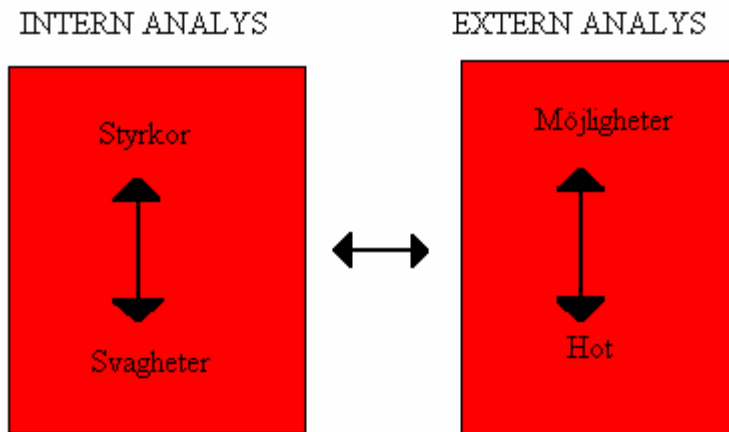 INTERN ANALYS
EXTERN ANALYS
Styrkor
Svagheter
Möjligheter
Hot